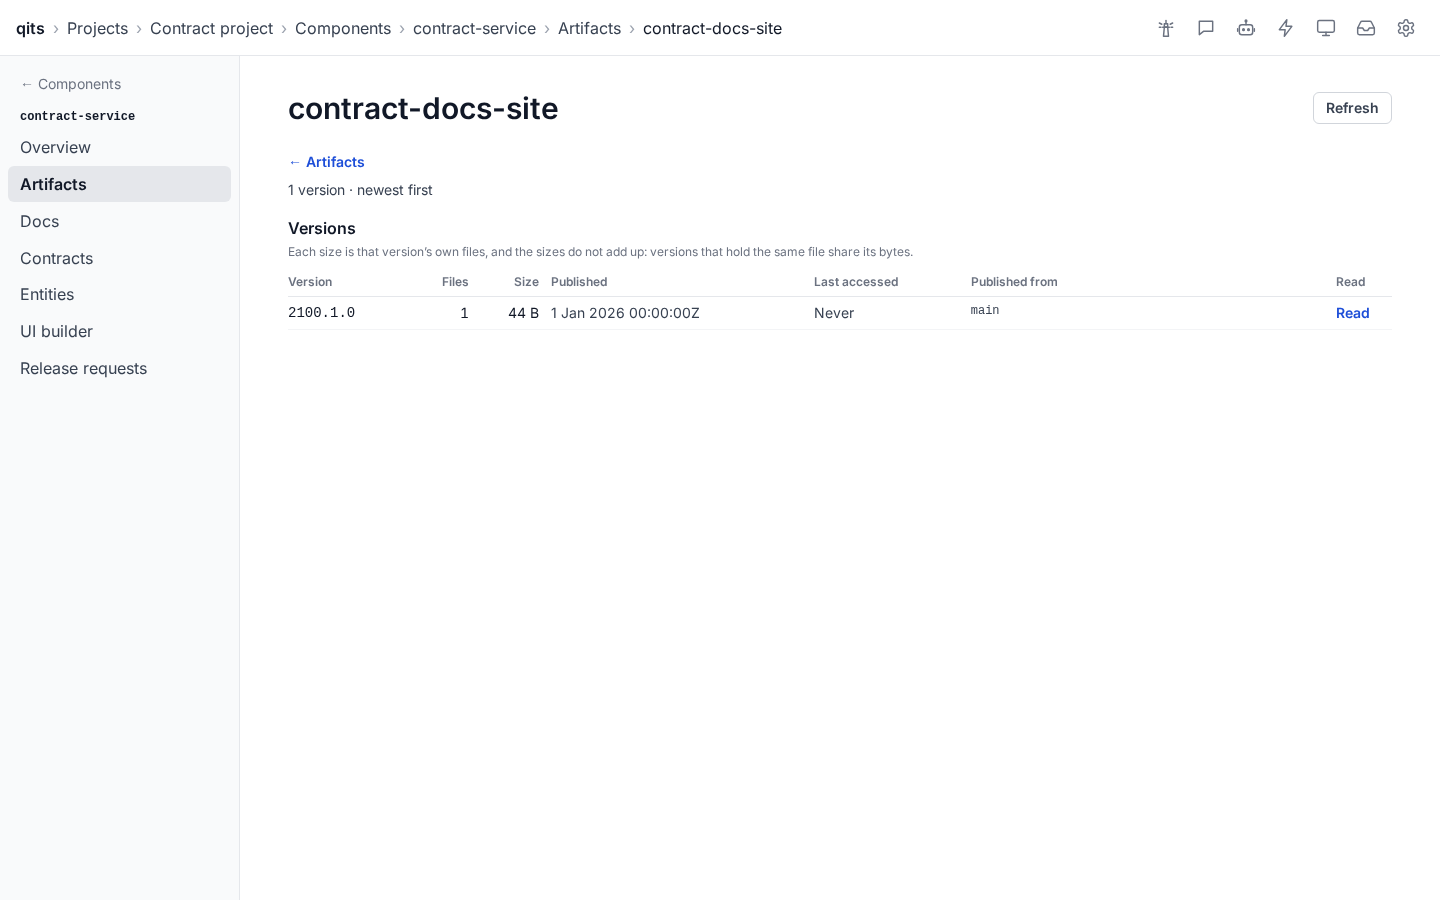 qits › Projects › Contract project › Components › contract-service › Artifacts › contract-docs-site
← Components
contract-service
Overview
Artifacts
Docs
Contracts
Entities
UI builder
Release requests
contract-docs-site
Refresh
← Artifacts
1 version · newest first
Versions
Each size is that version’s own files, and the sizes do not add up: versions that hold the same file share its bytes.
Version Files Size Published Last accessed Published from Read
2100.1.0 1 44 B 1 Jan 2026 00:00:00Z Never main Read